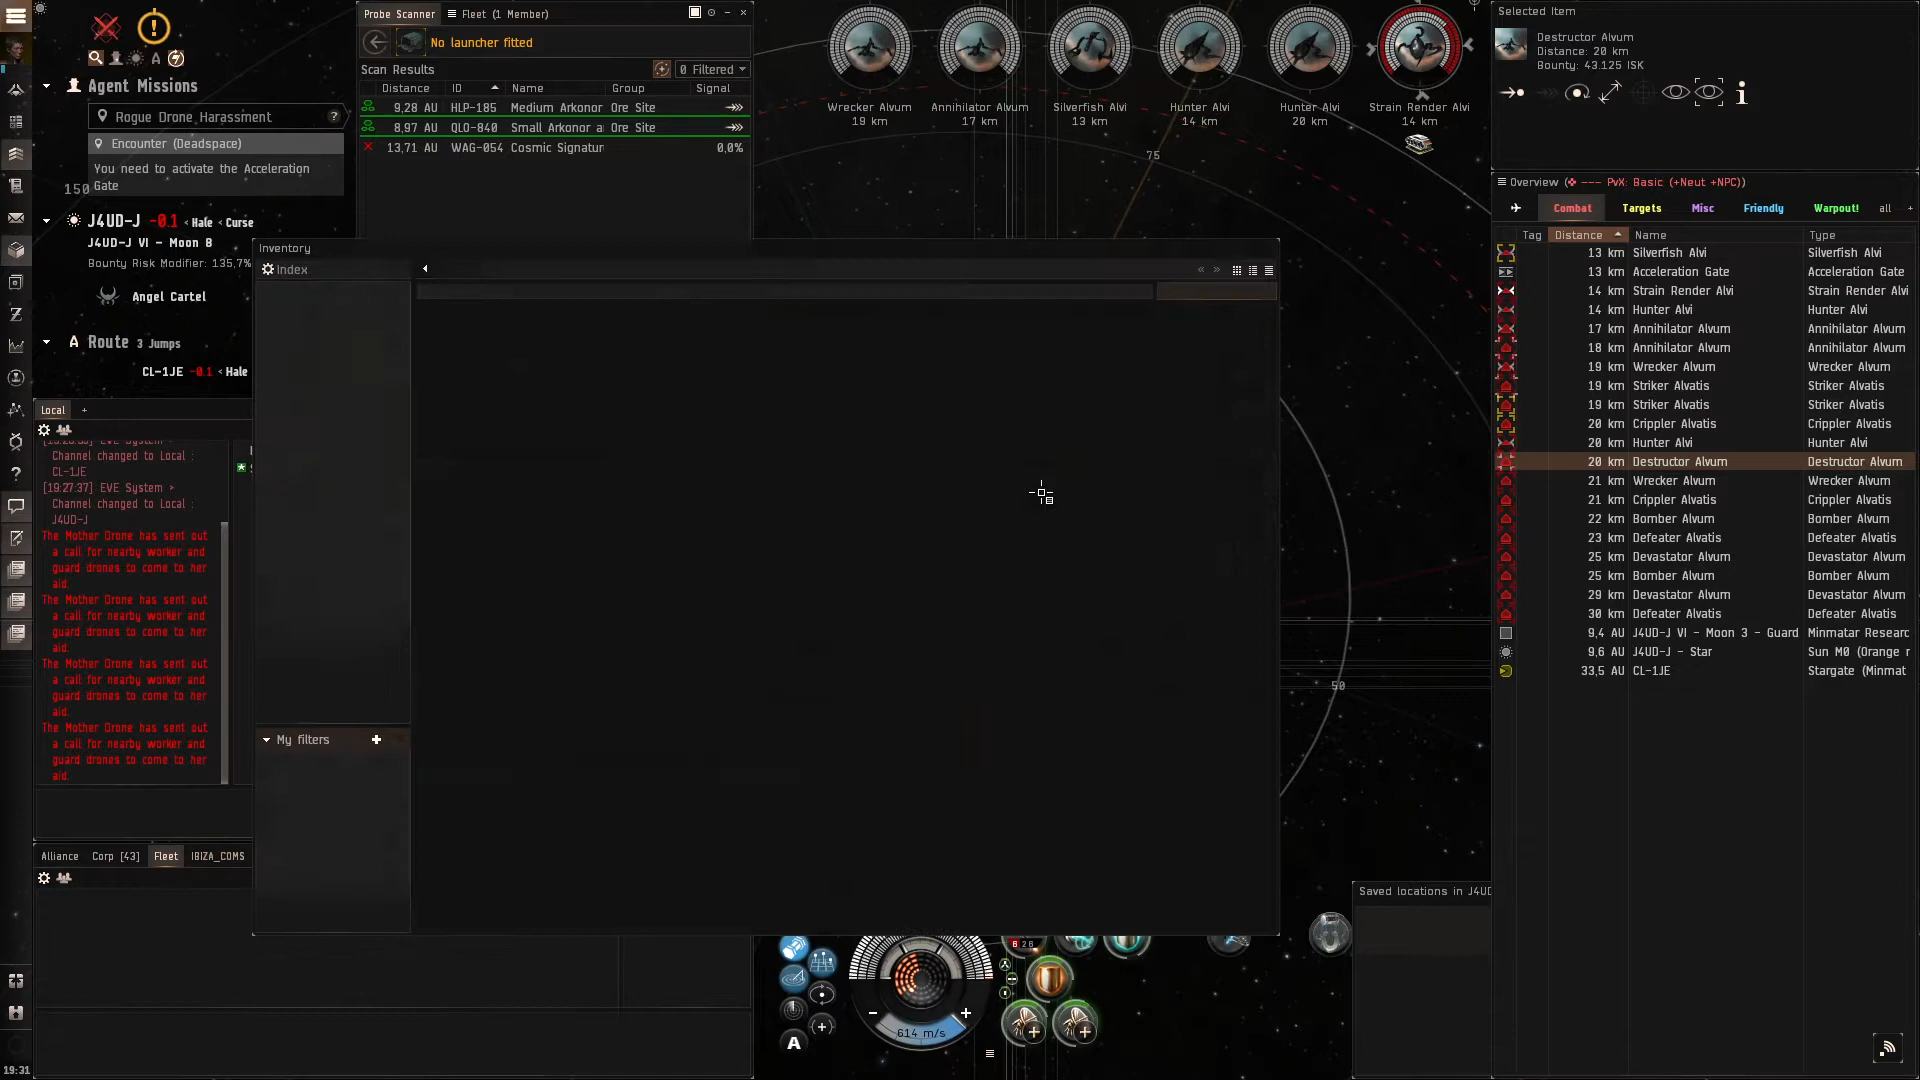 Agent Missions
Rogue Drone Harassment
?
Encounter (Deadspace)
You need to activate the Acceleration
Gate
150
J4UD-J -0.1 < Hale < Curse
J4UD-J VI - Moon 8
Bounty Risk Modifier: 135,7%
Angel Cartel
A Route 3 Jumps
CL-1JE -0.1 < Hale
Local +
EVE System >
Channel changed to Local :
CL-1JE
[19:27:37] EVE System >
Channel changed to Local :
J4UD-J
The Mother Drone has sent out
a call for nearby worker and
guard drones to come to her
aid.
The Mother Drone has sent out
a call for nearby worker and
guard drones to come to her
aid.
The Mother Drone has sent out
a call for nearby worker and
guard drones to come to her
aid.
The Mother Drone has sent out
a call for nearby worker and
guard drones to come to her
aid.
Alliance Corp [43] Fleet IBIZA_COMS
19:31
Probe Scanner Fleet (1 Member)
No launcher fitted
Scan Results 0 Filtered
Distance ID Name Group Signal
9,28 AU HLP-185 Medium Arkonor Ore Site
8,97 AU QLO-840 Small Arkonor a Ore Site
13,71 AU WAG-054 Cosmic Signatur 0,0%
Inventory
Index
My filters +
Wrecker Alvum
19 km
Annihilator Alvum
17 km
Silverfish Alvi
13 km
Hunter Alvi
14 km
Hunter Alvi
20 km
Strain Render Alvi
14 km
75
50
614 m/s
A
6 26
Saved locations in J4UD
Selected Item
Destructor Alvum
Distance: 20 km
Bounty: 43.125 ISK
Overview (--- PvX: Basic (+Neut +NPC))
Combat Targets Misc Friendly Warpout! all +
Tag Distance Name Type
13 km Silverfish Alvi Silverfish Alvi
13 km Acceleration Gate Acceleration Gate
14 km Strain Render Alvi Strain Render Alvi
14 km Hunter Alvi Hunter Alvi
17 km Annihilator Alvum Annihilator Alvum
18 km Annihilator Alvum Annihilator Alvum
19 km Wrecker Alvum Wrecker Alvum
19 km Striker Alvatis Striker Alvatis
19 km Striker Alvatis Striker Alvatis
20 km Crippler Alvatis Crippler Alvatis
20 km Hunter Alvi Hunter Alvi
20 km Destructor Alvum Destructor Alvum
21 km Wrecker Alvum Wrecker Alvum
21 km Crippler Alvatis Crippler Alvatis
22 km Bomber Alvum Bomber Alvum
23 km Defeater Alvatis Defeater Alvatis
25 km Devastator Alvum Devastator Alvum
25 km Bomber Alvum Bomber Alvum
29 km Devastator Alvum Devastator Alvum
30 km Defeater Alvatis Defeater Alvatis
9,4 AU J4UD-J VI - Moon 3 - Guard Minmatar Researc
9,6 AU J4UD-J - Star Sun M0 (Orange r
33,5 AU CL-1JE Stargate (Minmat